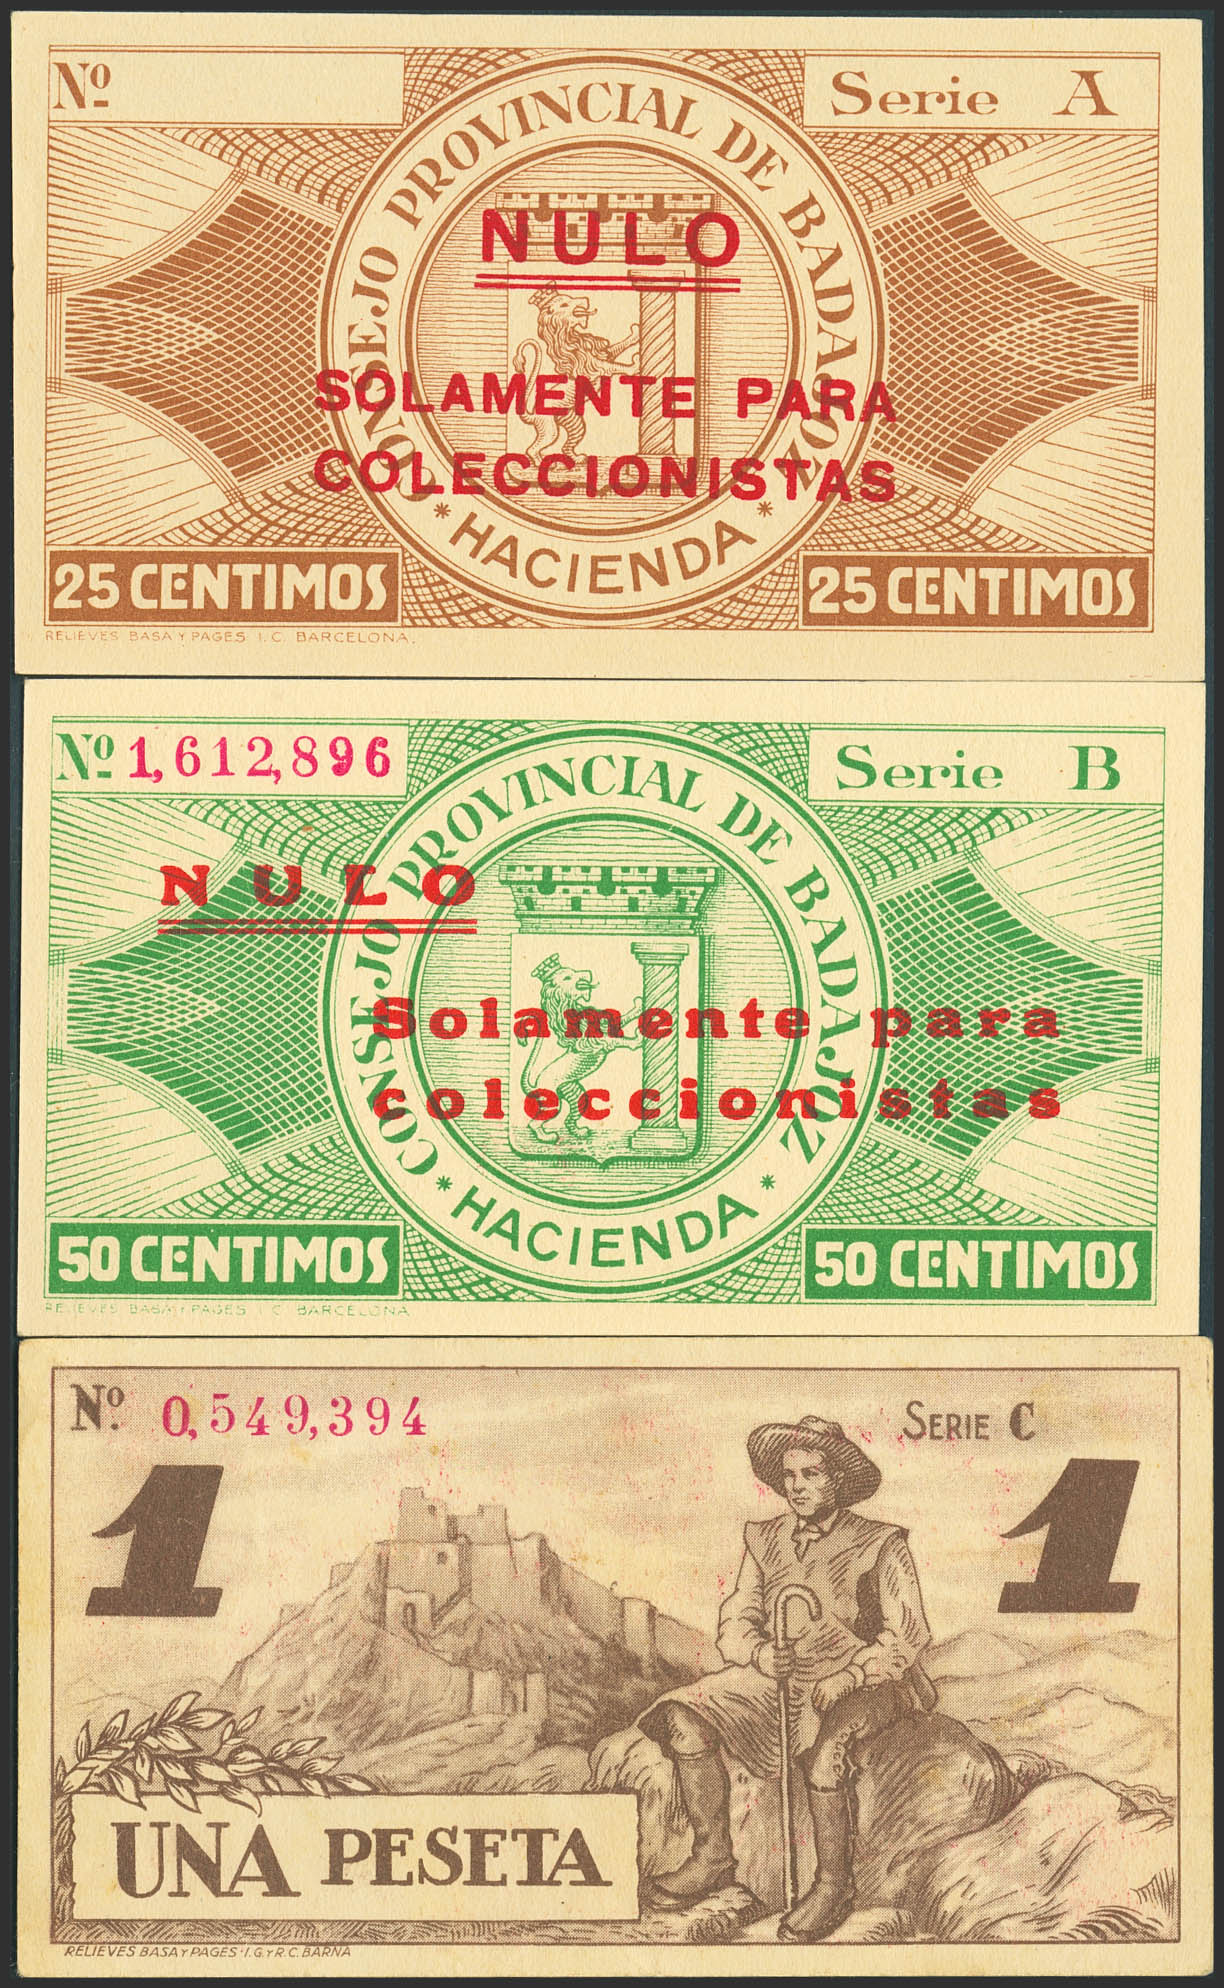 Nº
Serie A
CONSEJO PROVINCIAL DE BADAJOZ
NULO
SOLAMENTE PARA
COLECCIONISTAS
* HACIENDA *
25 CENTIMOS
25 CENTIMOS
RELIEVES BASA Y PAGES I. C. BARCELONA.
Nº 1,612,896
Serie B
CONSEJO PROVINCIAL DE BADAJOZ
NULO
Solamente para
coleccionistas
* HACIENDA *
50 CENTIMOS
50 CENTIMOS
RELIEVES BASA Y PAGES I C BARCELONA
Nº. 0,549,394
SERIE C
1
1
UNA PESETA
RELIEVES BASA Y PAGES · I. G. Y R. C. BARNA